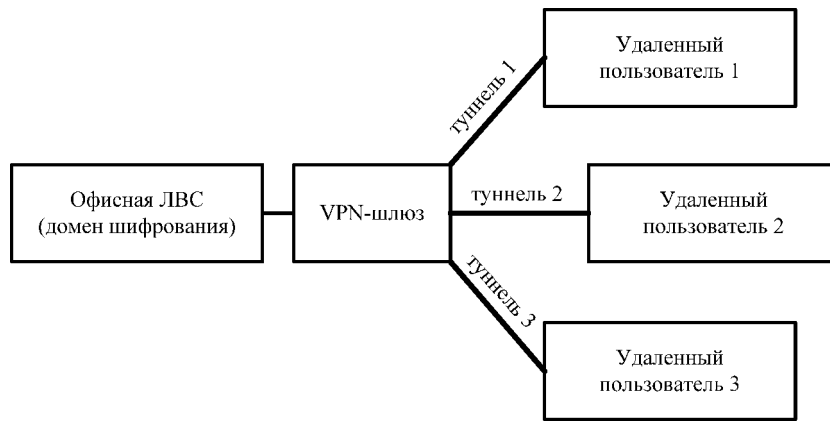 Удаленный
пользователь 1
туннель 1
Офисная ЛВС
(домен шифрования)
VPN-шлюз
туннель 2
Удаленный
пользователь 2
туннель 3
Удаленный
пользователь 3